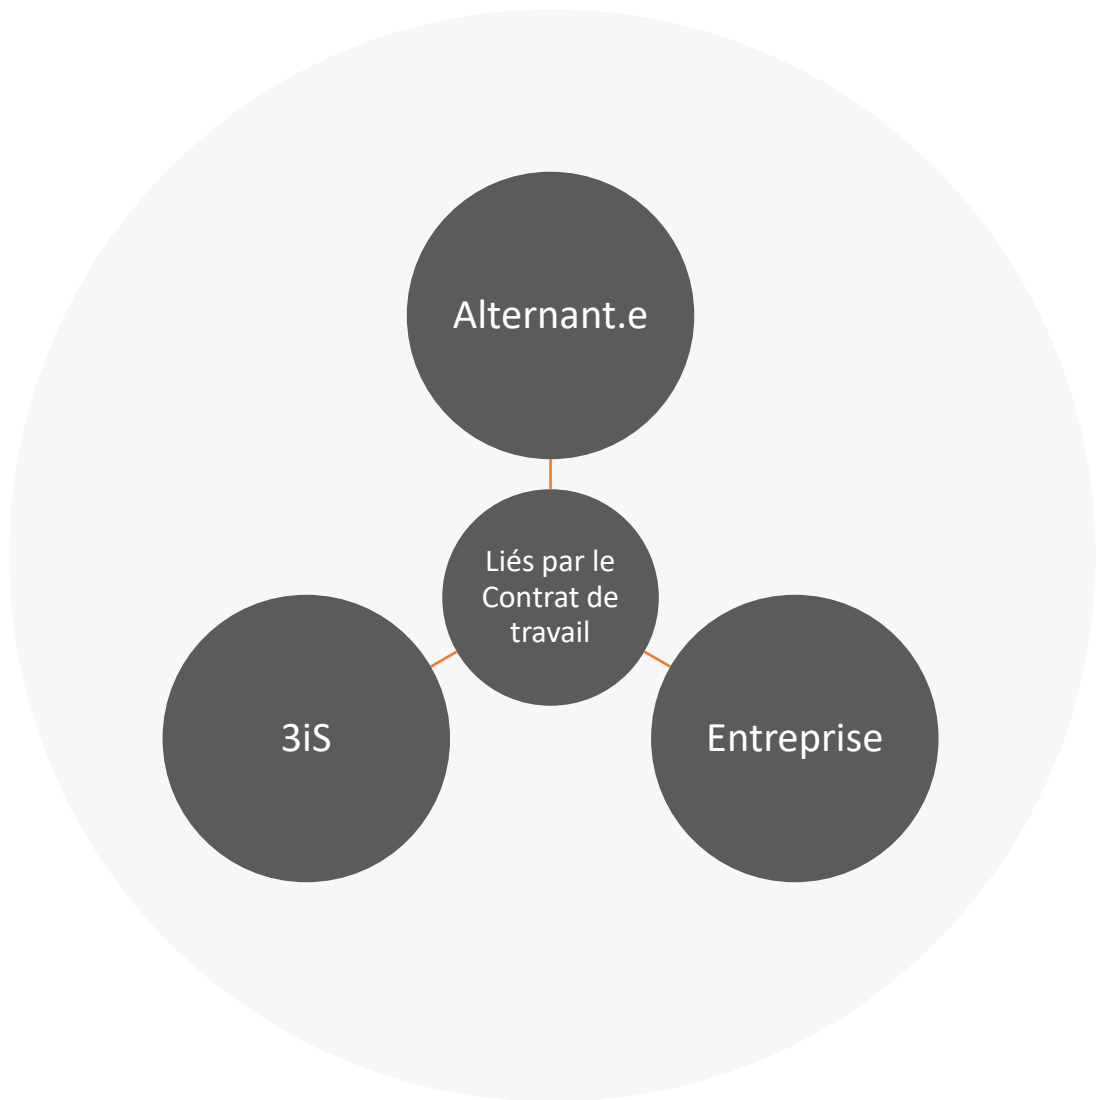 Alternant.e
Liés par le
Contrat de
travail
3iS
Entreprise